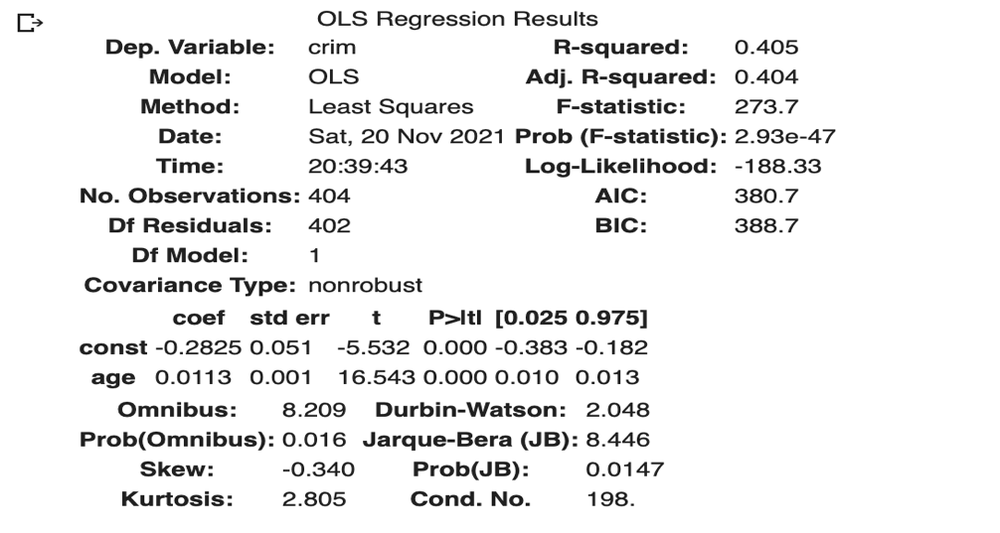 OLS Regression Results
Dep. Variable: crim R-squared: 0.405
Model: OLS Adj. R-squared: 0.404
Method: Least Squares F-statistic: 273.7
Date: Sat, 20 Nov 2021 Prob (F-statistic): 2.93e-47
Time: 20:39:43 Log-Likelihood: -188.33
No. Observations: 404 AIC: 380.7
Df Residuals: 402 BIC: 388.7
Df Model: 1
Covariance Type: nonrobust
coef std err t P>|t| [0.025 0.975]
const -0.2825 0.051 -5.532 0.000 -0.383 -0.182
age 0.0113 0.001 16.543 0.000 0.010 0.013
Omnibus: 8.209 Durbin-Watson: 2.048
Prob(Omnibus): 0.016 Jarque-Bera (JB): 8.446
Skew: -0.340 Prob(JB): 0.0147
Kurtosis: 2.805 Cond. No. 198.